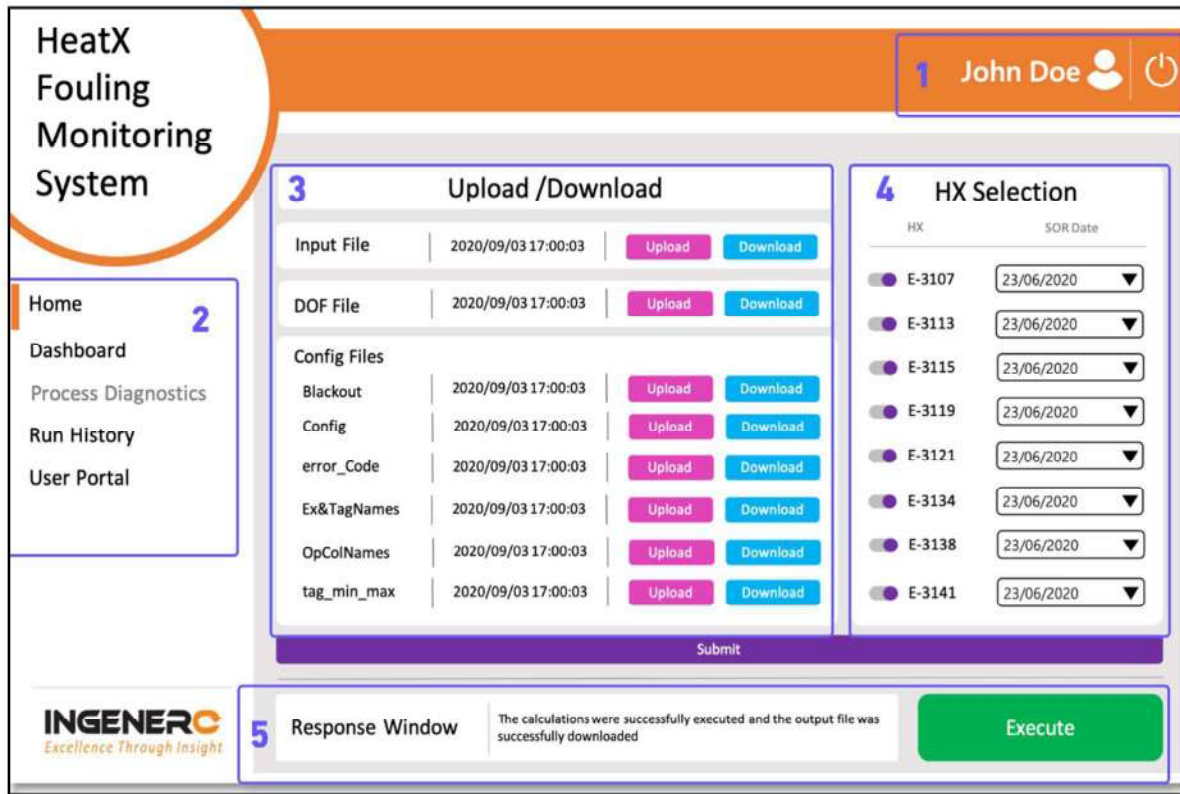 HeatX
Fouling
Monitoring
System
1 John Doe
2
Home
Dashboard
Process Diagnostics
Run History
User Portal
3 Upload /Download
Input File 2020/09/03 17:00:03 Upload Download
DOF File 2020/09/03 17:00:03 Upload Download
Config Files
Blackout 2020/09/03 17:00:03 Upload Download
Config 2020/09/03 17:00:03 Upload Download
error_Code 2020/09/03 17:00:03 Upload Download
Ex&TagNames 2020/09/03 17:00:03 Upload Download
OpColNames 2020/09/03 17:00:03 Upload Download
tag_min_max 2020/09/03 17:00:03 Upload Download
4 HX Selection
HX SOR Date
E-3107 23/06/2020
E-3113 23/06/2020
E-3115 23/06/2020
E-3119 23/06/2020
E-3121 23/06/2020
E-3134 23/06/2020
E-3138 23/06/2020
E-3141 23/06/2020
Submit
INGENERO
Excellence Through Insight
5 Response Window
The calculations were successfully executed and the output file was
successfully downloaded
Execute